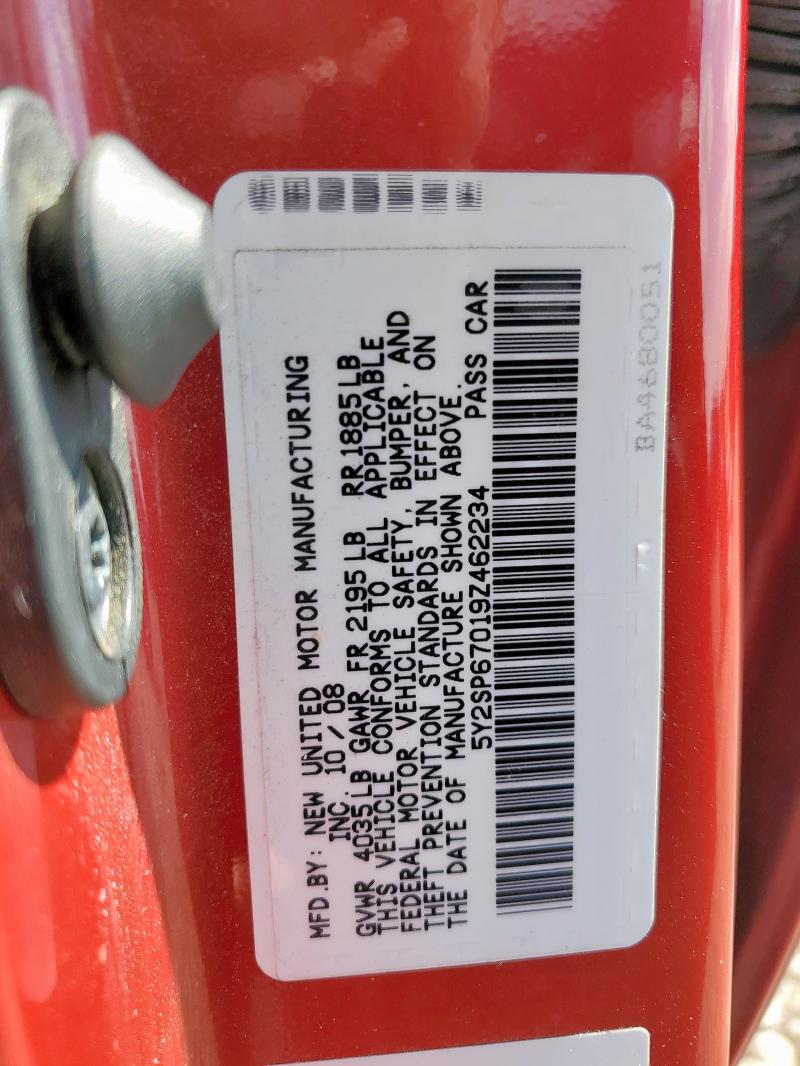 MFD.BY: NEW UNITED MOTOR MANUFACTURING
INC. 10/08
GVWR 4035LB GAWR FR 2195LB RR 1885LB
THIS VEHICLE CONFORMS TO ALL APPLICABLE
FEDERAL MOTOR VEHICLE SAFETY, BUMPER, AND
THEFT PREVENTION STANDARDS IN EFFECT ON
THE DATE OF MANUFACTURE SHOWN ABOVE.
5Y2SP67019Z462234 PASS CAR
BA4680051